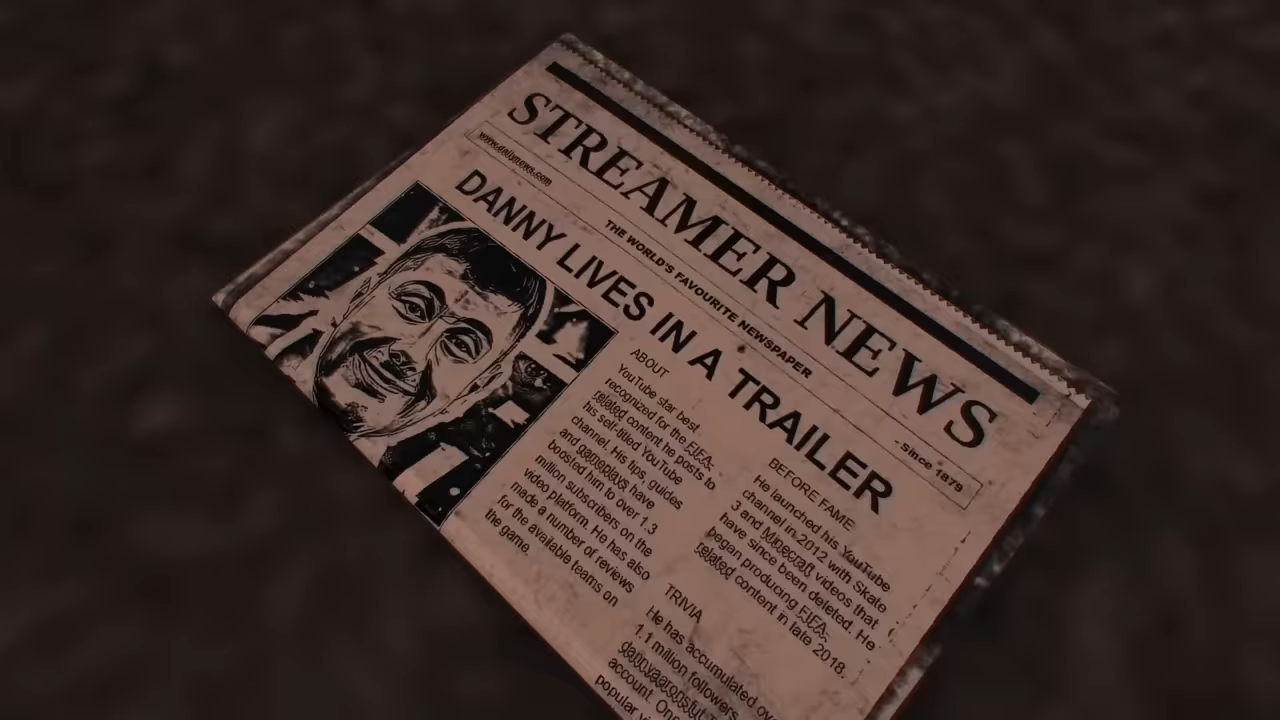 STREAMER NEWS
www.dailynews.com
THE WORLD'S FAVOURITE NEWSPAPER
- since 1879
DANNY LIVES IN A TRAILER
ABOUT
YouTube star best
recognized for the FIFA-
related content he posts to
his self-titled YouTube
channel. His tips, guides
and gameplays have
boosted him to over 1.3
million subscribers on the
video platform. He has also
made a number of reviews
for the available teams on
the game.
BEFORE FAME
He launched his YouTube
channel in 2012 with Skate
3 and Minecraft videos that
have since been deleted. He
began producing FIFA-
related content in late 2018.
TRIVIA
He has accumulated
1.1 million followers
dannyaaronsfut
account. One
popular